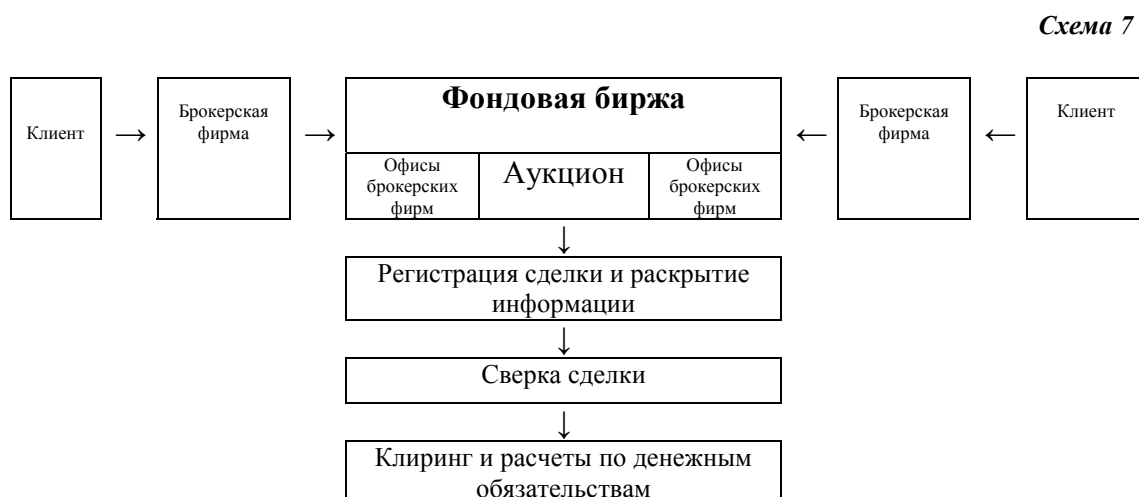 Схема 7
Клиент
→
Брокерская
фирма
→
Фондовая биржа
Офисы
брокерских
фирм
Аукцион
Офисы
брокерских
фирм
←
Брокерская
фирма
←
Клиент
↓
Регистрация сделки и раскрытие
информации
↓
Сверка сделки
↓
Клиринг и расчеты по денежным
обязательствам